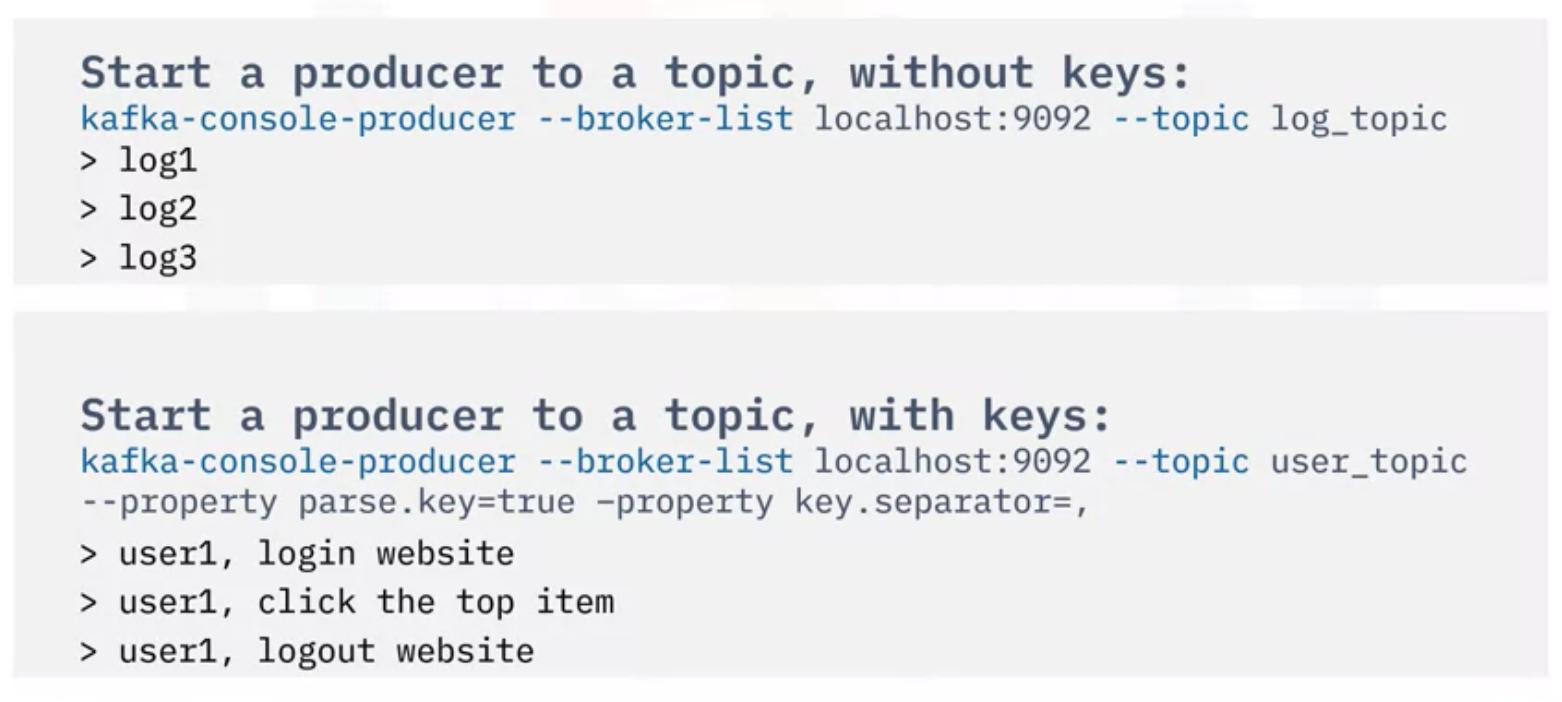 Start a producer to a topic, without keys:
kafka-console-producer --broker-list localhost:9092 --topic log_topic
> log1
> log2
> log3
Start a producer to a topic, with keys:
kafka-console-producer --broker-list localhost:9092 --topic user_topic
--property parse.key=true –property key.separator=,
> user1, login website
> user1, click the top item
> user1, logout website